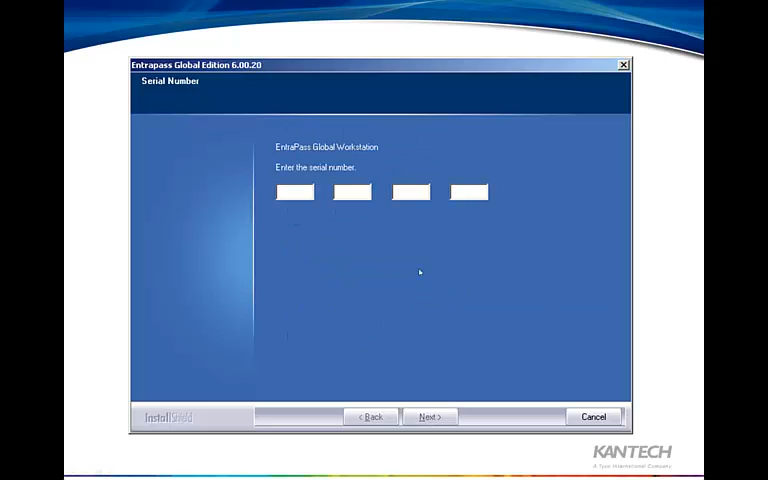 Entrapass Global Edition 6.00.20
Serial Number
EntraPass Global Workstation
Enter the serial number.
InstallShield
< Back
Next >
Cancel
KANTECH
A Tyco International Company